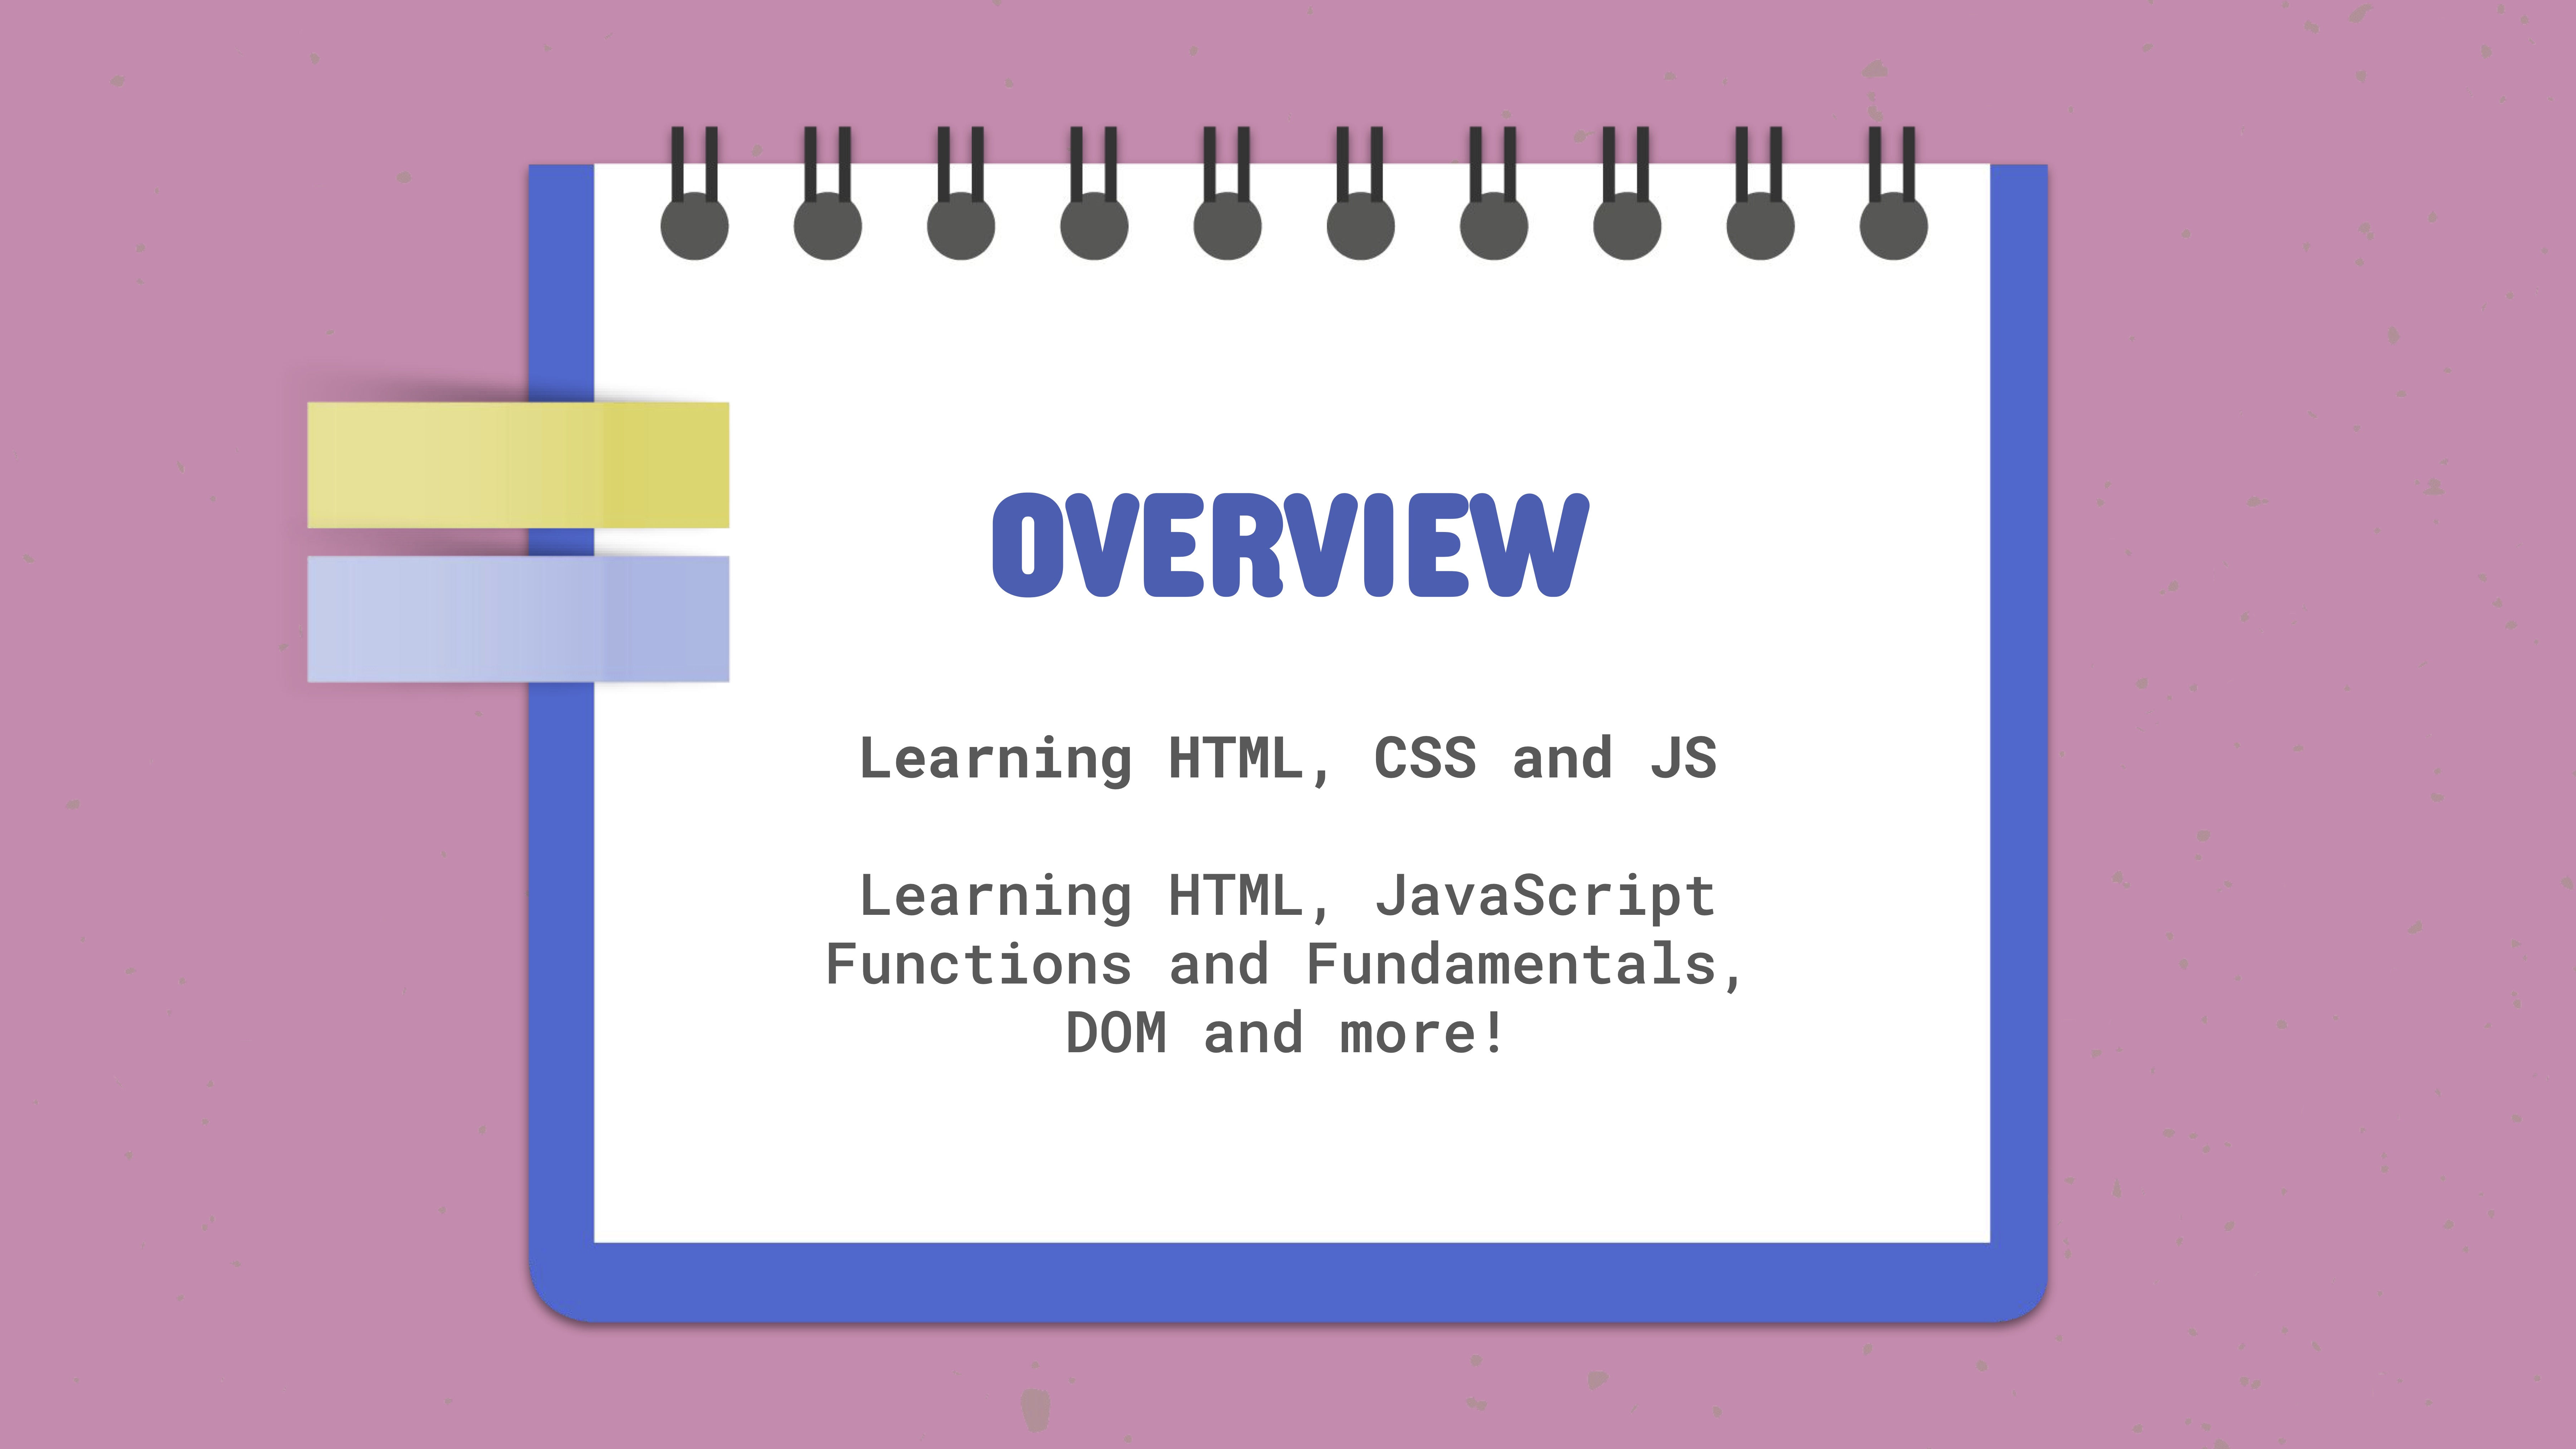 OVERVIEW
Learning HTML, CSS and JS
Learning HTML, JavaScript
Functions and Fundamentals,
DOM and more!